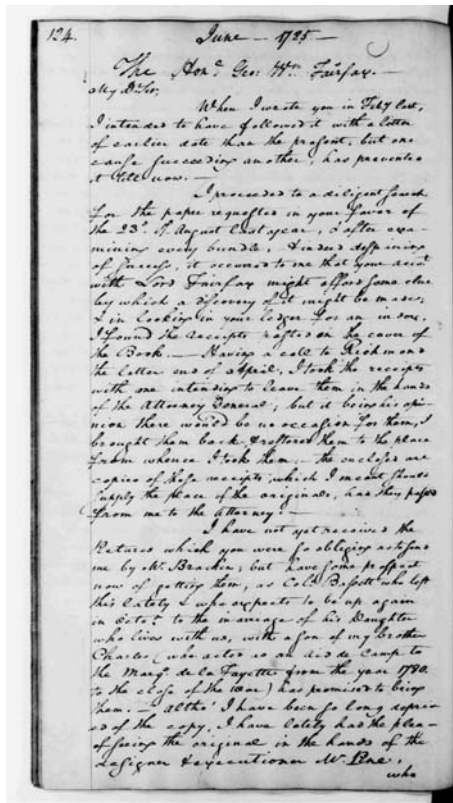 124. June — 1785 —
The Honᵉ Geo: Wᵐ Fairfax. —
My Dr Sir,
When I wrote you in Feby last,
I intended to have followed it with a letter
of earlier date than the present, but one
cause succeeding another, has prevented
it till now. —
I proceeded to a diligent search
for the paper requested in your favor of
the 23d of August last year, & after exa-
mining every bundle, & indeed despairing
of success, it occurred to me that your accot
with Lord Fairfax might afford some clue
by which a discovery of it might be made;
& in looking in your ledger for an index,
I found the receipts pasted on the cover of
the Book. — Having a call to Richmond
the latter end of April, I took the receipts
with me intending to leave them in the hands
of the Attorney General; but it being his opi-
nion there would be no occasion for them, I
brought them back, & restored them to the place
from whence I took them. — the enclosed are
copies of these receipts, which I meant should
supply the place of the originals, had they passed
from me to the Attorney. —
I have not yet received the
Pictures which you were so obliging as to send
me by Mr. Bracken; but have some prospect
now of getting them, as Colo. Bassett who left
this lately & who expects to be up again
in Octor to the marriage of his Daughter
who lives with us, with a son of my brother
Charles (who acted as an aid de camp to
the Marqs de la Fayette from the year 1780.
to the close of the war) has promised to bring
them. — altho' I have been so long depriv-
ed of the copy, I have lately had the pleare
of seeing the original in the hands of the
designer & executioner Mr. Pine,
who